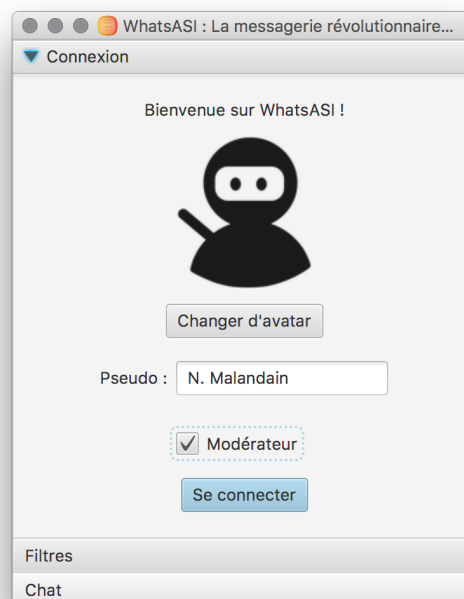 WhatsASI : La messagerie révolutionnaire...
Connexion
Bienvenue sur WhatsASI !
Changer d'avatar
Pseudo : N. Malandain
Modérateur
Se connecter
Filtres
Chat